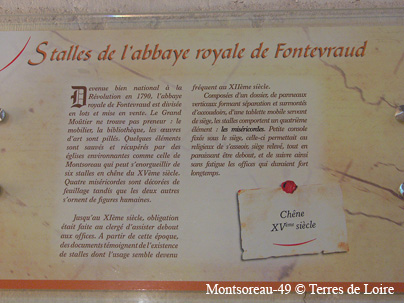 Stalles de l'abbaye royale de Fontevraud
Devenue bien national à la
Révolution en 1790, l'abbaye
royale de Fontevraud est divisée
en lots et mise en vente. Le Grand
Moûtier ne trouve pas preneur : le
mobilier, la bibliothèque, les œuvres
d'art sont pillés. Quelques éléments
sont sauvés et récupérés par des
églises environnantes comme celle de
Montsoreau qui peut s'enorgueillir de
six stalles en chêne du XVème siècle.
Quatre miséricordes sont décorées de
feuillage tandis que les deux autres
s'ornent de figures humaines.
Jusqu'au XIème siècle, obligation
était faite au clergé d'assister debout
aux offices. A partir de cette époque,
des documents témoignent de l'existence
de stalles dont l'usage semble devenu
fréquent au XIIème siècle.
Composées d'un dossier, de panneaux
verticaux formant séparation et surmontés
d'accoudoirs, d'une tablette mobile servant
de siège, les stalles comportent un quatrième
élément : les miséricordes. Petite console
fixée sous le siège, celle-ci permettait au
religieux de s'asseoir, siège relevé, tout en
paraissant être debout, et de suivre ainsi
sans fatigue les offices qui duraient fort
longtemps.
Chêne
XVème siècle
Montsoreau-49 © Terres de Loire